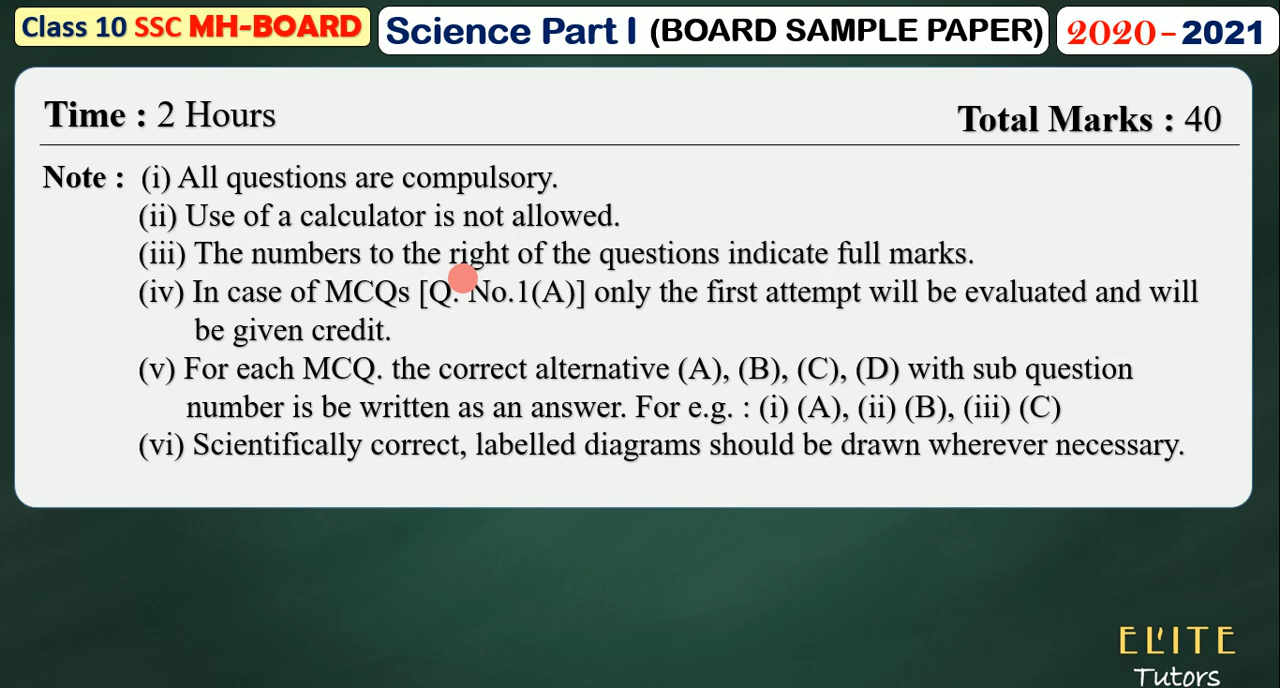 Class 10 SSC MH-BOARD Science Part I (BOARD SAMPLE PAPER) 2020-2021
Time : 2 Hours Total Marks : 40
Note : (i) All questions are compulsory.
(ii) Use of a calculator is not allowed.
(iii) The numbers to the right of the questions indicate full marks.
(iv) In case of MCQs [Q. No.1(A)] only the first attempt will be evaluated and will
be given credit.
(v) For each MCQ. the correct alternative (A), (B), (C), (D) with sub question
number is be written as an answer. For e.g. : (i) (A), (ii) (B), (iii) (C)
(vi) Scientifically correct, labelled diagrams should be drawn wherever necessary.
ELITE
Tutors